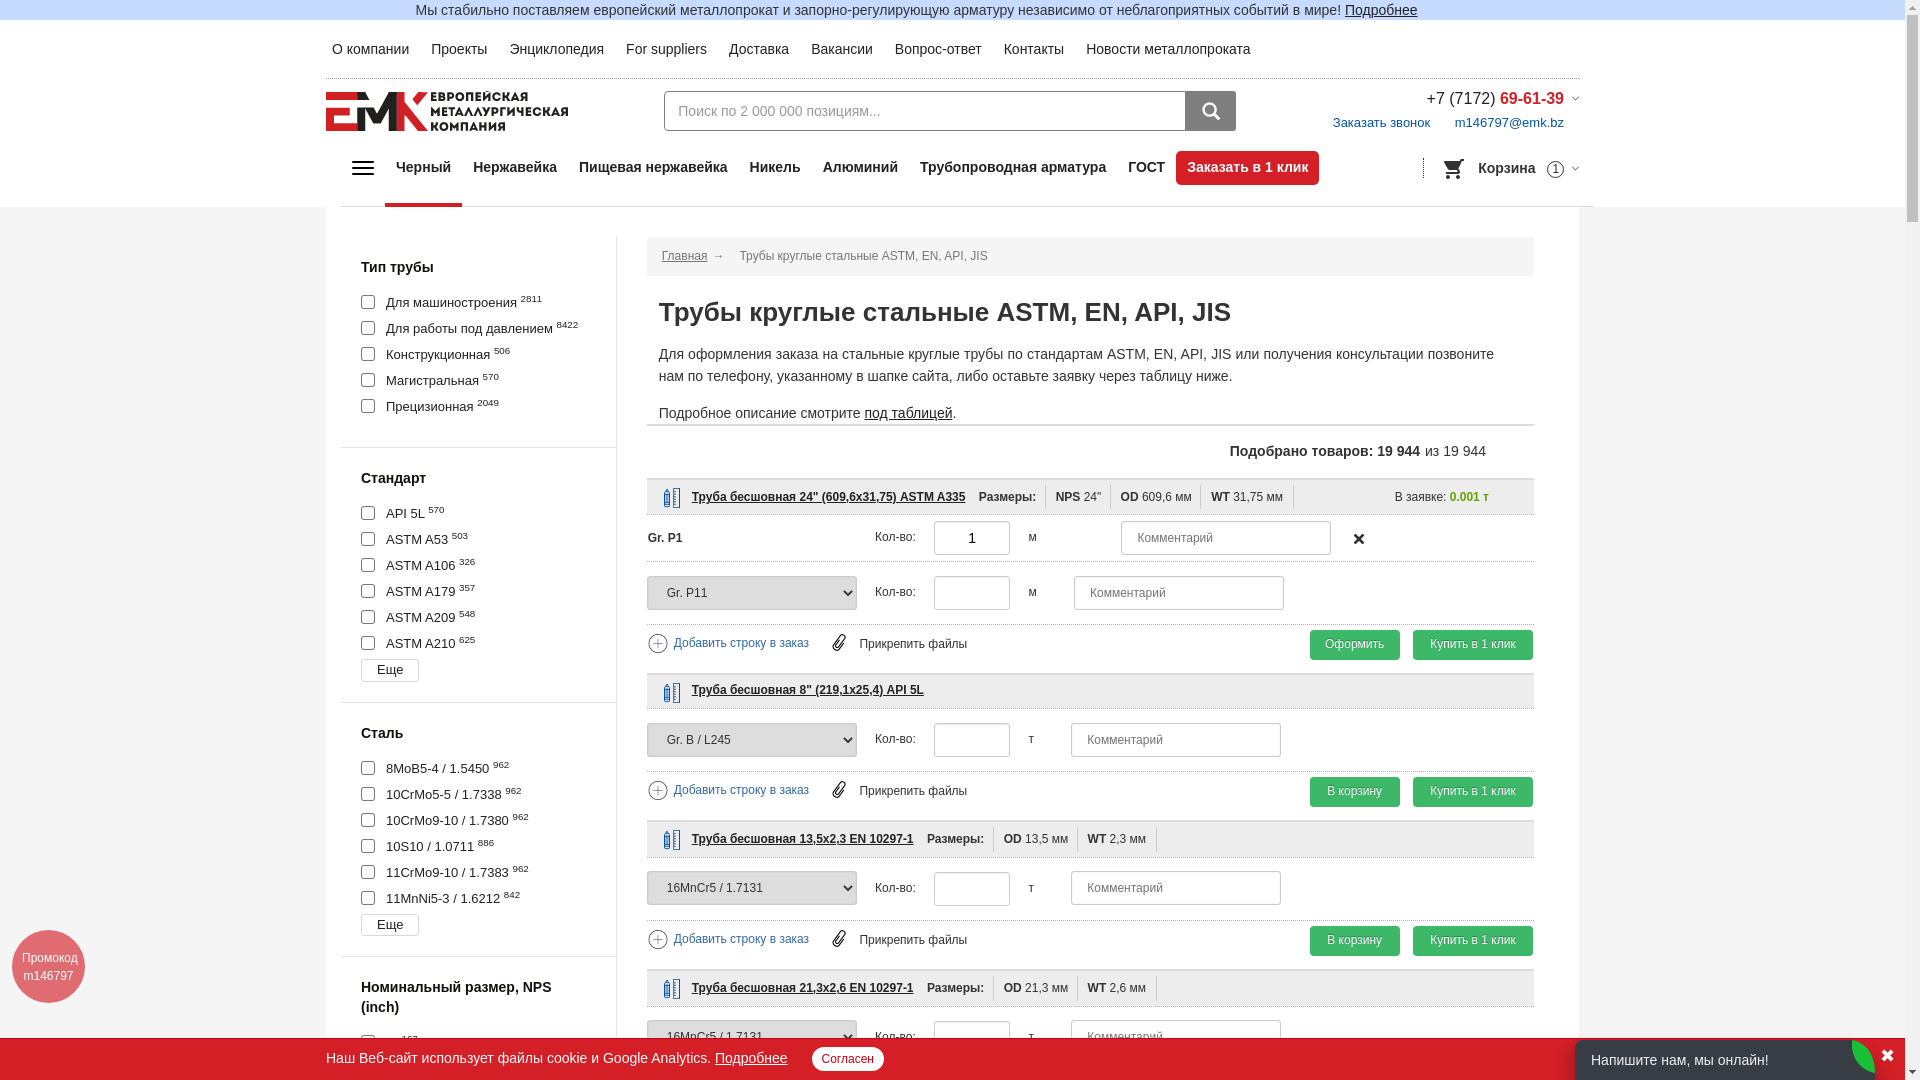 Мы стабильно поставляем европейский металлопрокат и запорно-регулирующую арматуру независимо от неблагоприятных событий в мире! Подробнее
О компании Проекты Энциклопедия For suppliers Доставка Вакансии Вопрос-ответ Контакты Новости металлопроката
ЕМК ЕВРОПЕЙСКАЯ
МЕТАЛЛУРГИЧЕСКАЯ
КОМПАНИЯ
Поиск по 2 000 000 позициям...
+7 (7172) 69-61-39
Заказать звонок m146797@emk.bz
Черный Нержавейка Пищевая нержавейка Никель Алюминий Трубопроводная арматура ГОСТ Заказать в 1 клик
Корзина 1
Тип трубы
Для машиностроения 2811
Для работы под давлением 8422
Конструкционная 506
Магистральная 570
Прецизионная 2049
Стандарт
API 5L 570
ASTM A53 503
ASTM A106 326
ASTM A179 357
ASTM A209 548
ASTM A210 625
Еще
Сталь
8MoB5-4 / 1.5450 962
10CrMo5-5 / 1.7338 962
10CrMo9-10 / 1.7380 962
10S10 / 1.0711 886
11CrMo9-10 / 1.7383 962
11MnNi5-3 / 1.6212 842
Еще
Номинальный размер, NPS
(inch)
Главная → Трубы круглые стальные ASTM, EN, API, JIS
Трубы круглые стальные ASTM, EN, API, JIS
Для оформления заказа на стальные круглые трубы по стандартам ASTM, EN, API, JIS или получения консультации позвоните
нам по телефону, указанному в шапке сайта, либо оставьте заявку через таблицу ниже.
Подробное описание смотрите под таблицей.
Подобрано товаров: 19 944 из 19 944
Труба бесшовная 24" (609,6х31,75) ASTM A335 Размеры: NPS 24" OD 609,6 мм WT 31,75 мм В заявке: 0.001 т
Gr. P1 Кол-во: 1 м Комментарий
Gr. P11 Кол-во: м Комментарий
Добавить строку в заказ Прикрепить файлы Оформить Купить в 1 клик
Труба бесшовная 8" (219,1х25,4) API 5L
Gr. B / L245 Кол-во: т Комментарий
Добавить строку в заказ Прикрепить файлы В корзину Купить в 1 клик
Труба бесшовная 13,5х2,3 EN 10297-1 Размеры: OD 13,5 мм WT 2,3 мм
16MnCr5 / 1.7131 Кол-во: т Комментарий
Добавить строку в заказ Прикрепить файлы В корзину Купить в 1 клик
Труба бесшовная 21,3х2,6 EN 10297-1 Размеры: OD 21,3 мм WT 2,6 мм
16MnCr5 / 1.7131 Кол-во: т Комментарий
Промокод
m146797
Наш Веб-сайт использует файлы cookie и Google Analytics. Подробнее Согласен
Напишите нам, мы онлайн!